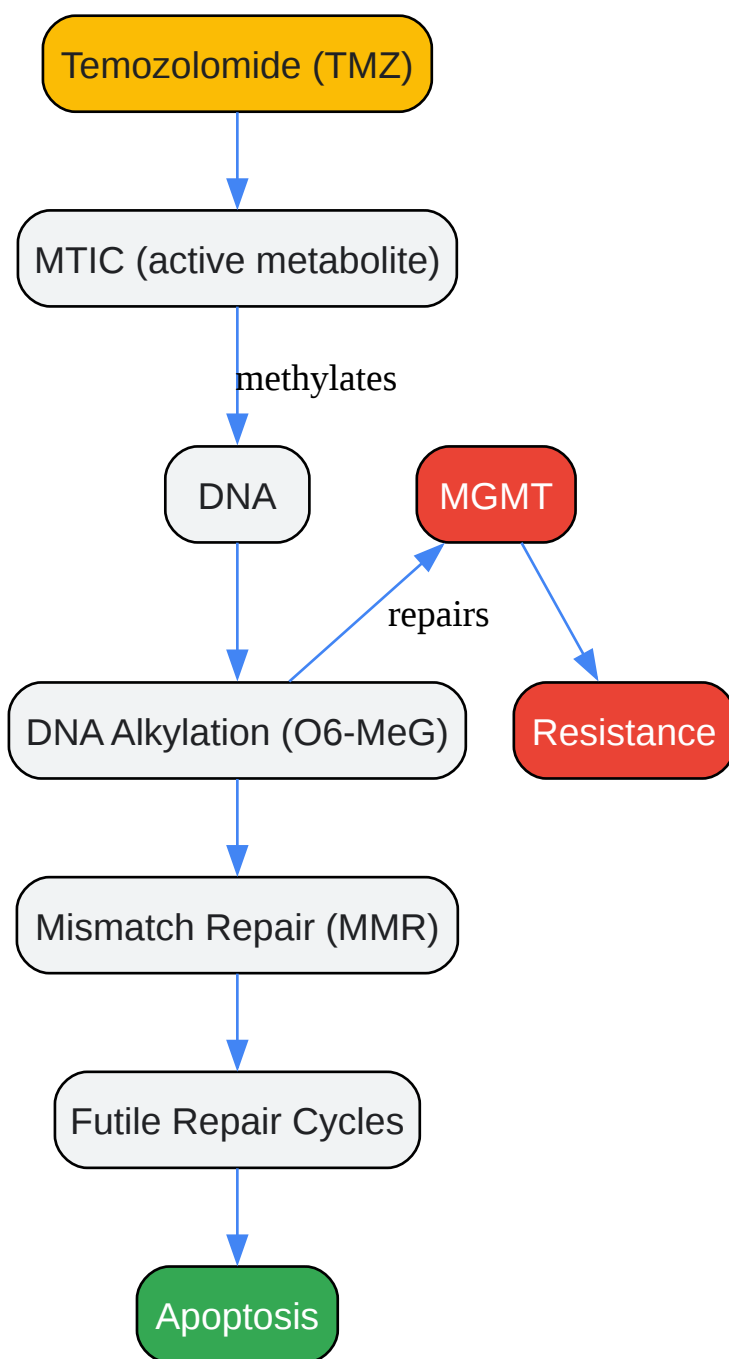 Temozolomide (TMZ)
MTIC (active metabolite)
methylates
DNA
MGMT
repairs
DNA Alkylation (O6-MeG)
Resistance
Mismatch Repair (MMR)
Futile Repair Cycles
Apoptosis